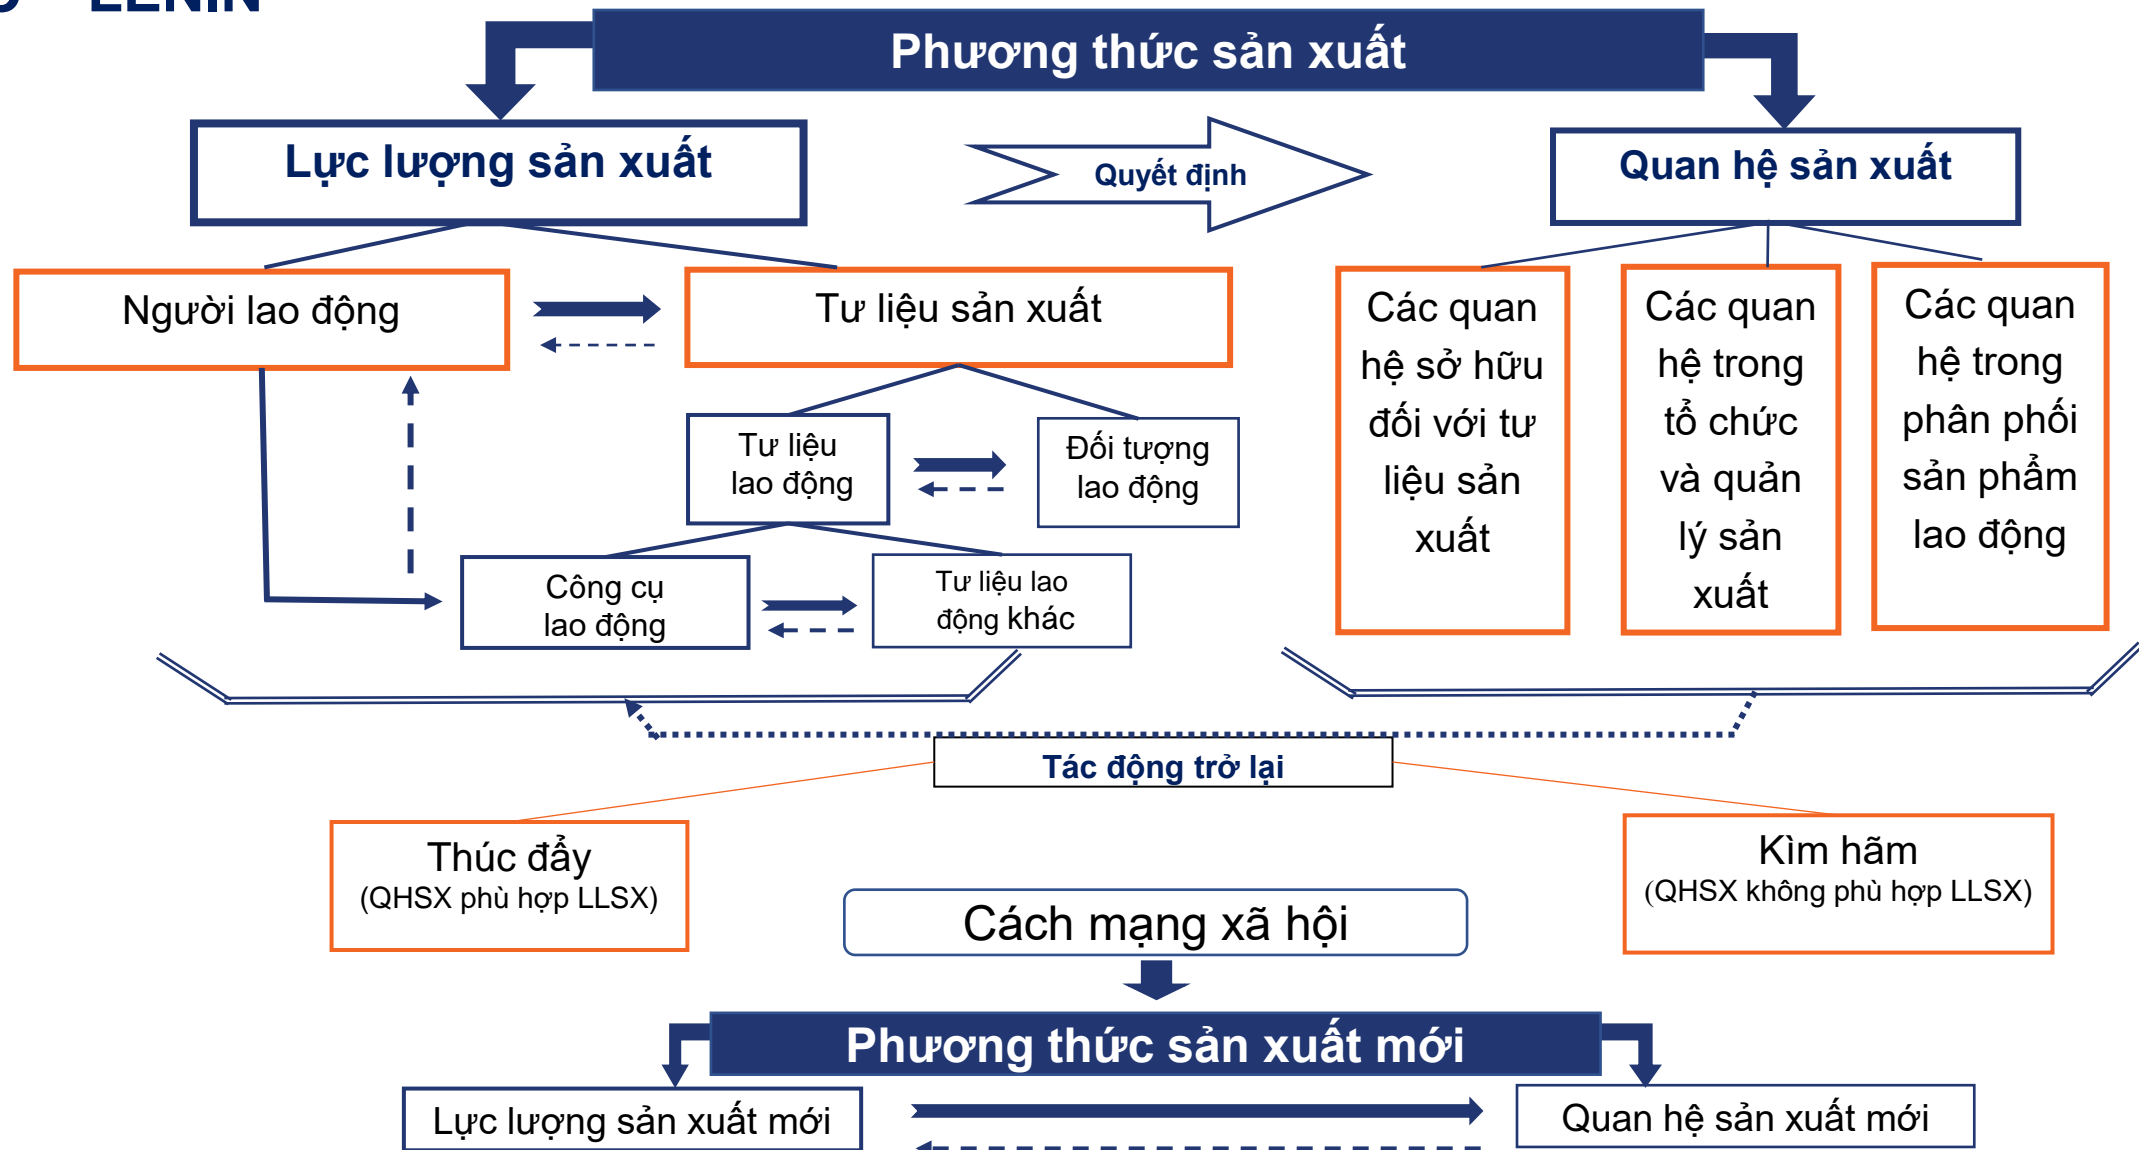 LENIN
Phương thức sản xuất
Lực lượng sản xuất
Quyết định
Quan hệ sản xuất
Người lao động
Tư liệu sản xuất
Các quan
hệ sở hữu
đối với tư
liệu sản
xuất
Các quan
hệ trong
tổ chức
và quản
lý sản
xuất
Các quan
hệ trong
phân phối
sản phẩm
lao động
Tư liệu
lao động
Đối tượng
lao động
Công cụ
lao động
Tư liệu lao
động khác
Tác động trở lại
Thúc đẩy
(QHSX phù hợp LLSX)
Kìm hãm
(QHSX không phù hợp LLSX)
Cách mạng xã hội
Phương thức sản xuất mới
Lực lượng sản xuất mới
Quan hệ sản xuất mới